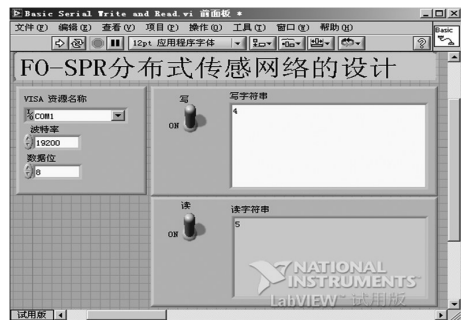 Basic Serial Write and Read.vi 前面板 *
文件(F) 编辑(E) 查看(V) 项目(P) 操作(O) 工具(T) 窗口(W) 帮助(H)
12pt 应用程序字体
Basic
FO-SPR分布式传感网络的设计
VISA 资源名称
COM1
波特率
19200
数据位
8
写
ON
写字符串
4
读
ON
读字符串
5
NATIONAL
INSTRUMENTS
LabVIEW™ 试用版
试用版